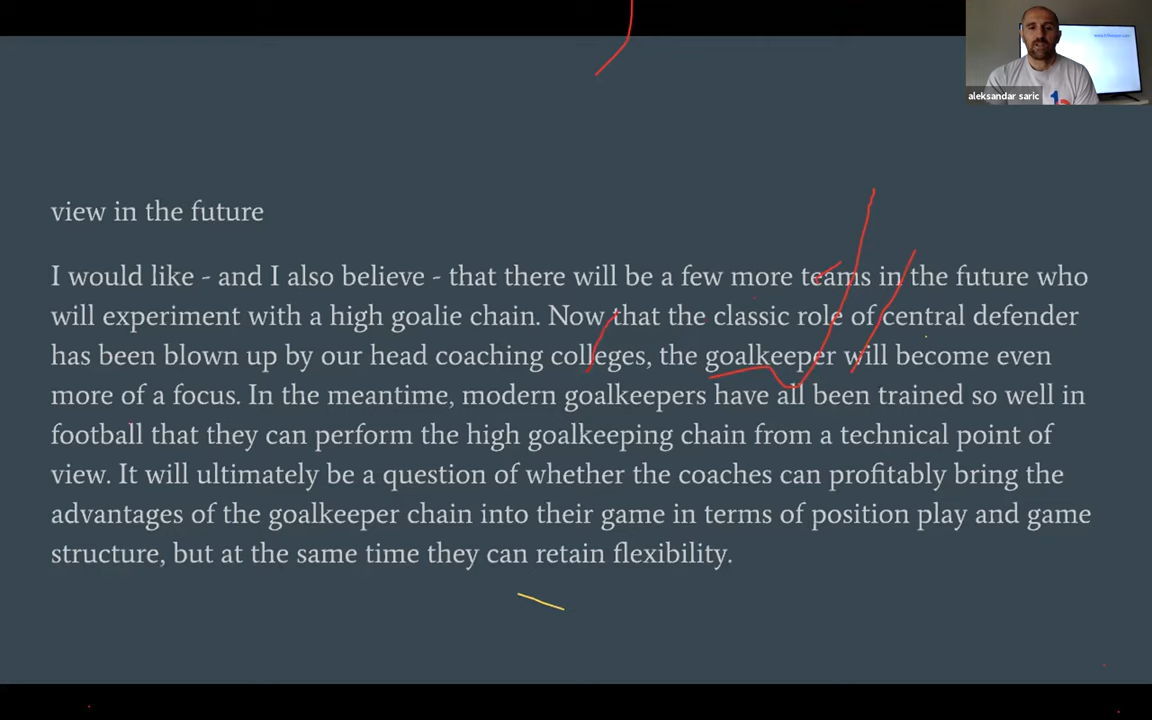 aleksandar saric
view in the future
I would like - and I also believe - that there will be a few more teams in the future who
will experiment with a high goalie chain. Now that the classic role of central defender
has been blown up by our head coaching colleges, the goalkeeper will become even
more of a focus. In the meantime, modern goalkeepers have all been trained so well in
football that they can perform the high goalkeeping chain from a technical point of
view. It will ultimately be a question of whether the coaches can profitably bring the
advantages of the goalkeeper chain into their game in terms of position play and game
structure, but at the same time they can retain flexibility.